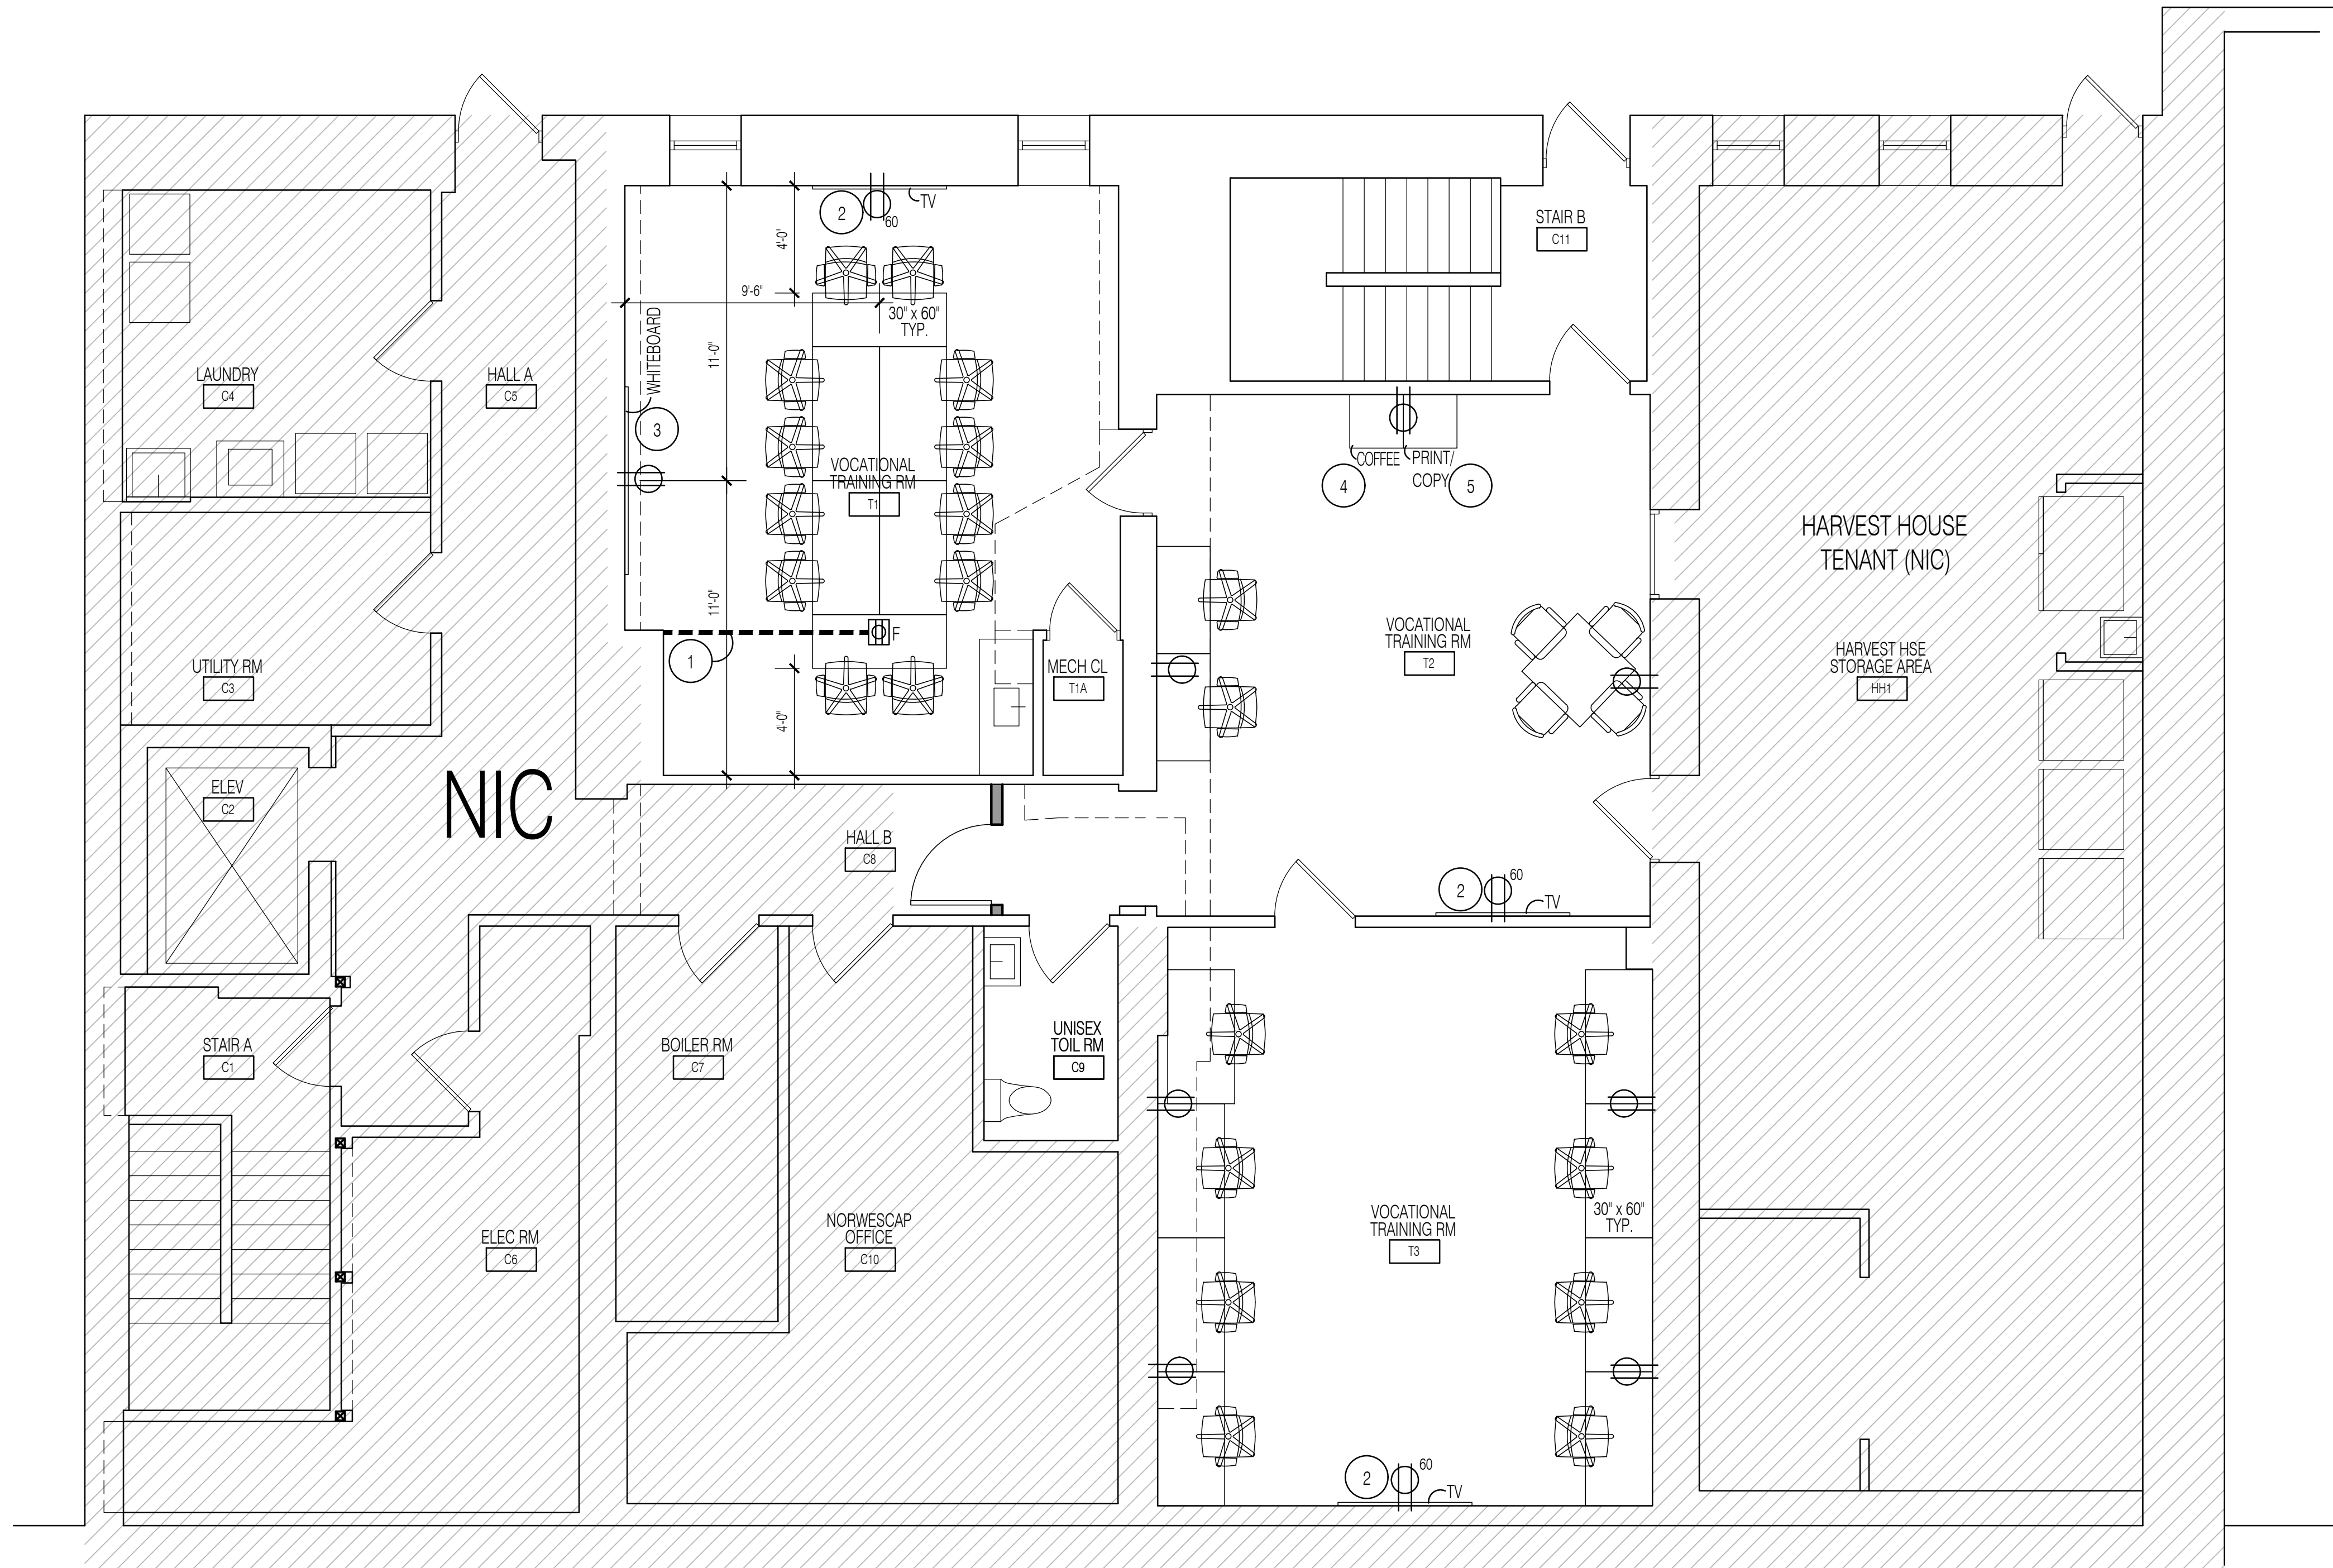 2
TV
60
4'-0"
STAIR B
C11
9'-6"
30" x 60"
TYP.
WHITEBOARD
11'-0"
LAUNDRY
C4
HALL A
C5
3
COFFEE
PRINT/
COPY
4
5
VOCATIONAL
TRAINING RM
T1
HARVEST HOUSE
TENANT (NIC)
11'-0"
F
1
VOCATIONAL
TRAINING RM
T2
UTILITY RM
C3
MECH CL
T1A
HARVEST HSE
STORAGE AREA
HH1
4'-0"
ELEV
C2
NIC
HALL B
C8
2
60
TV
STAIR A
C1
BOILER RM
C7
UNISEX
TOIL RM
C9
ELEC RM
C6
NORWESCAP
OFFICE
C10
VOCATIONAL
TRAINING RM
T3
30" x 60"
TYP.
2
60
TV